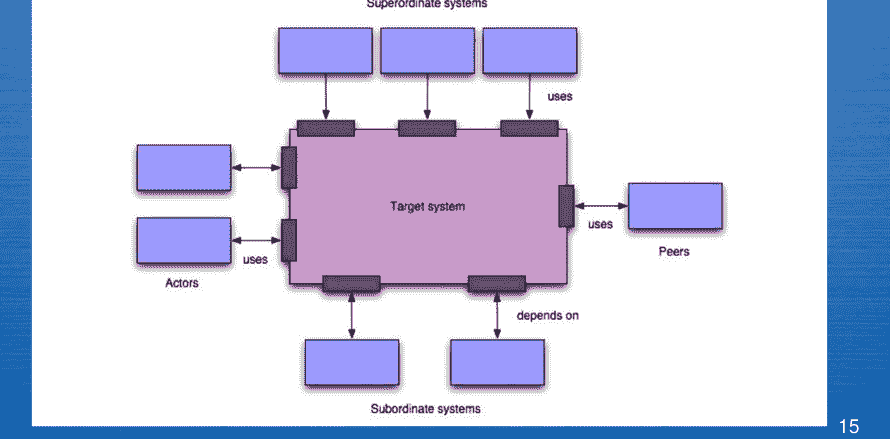 Superordinate systems
uses
Target system
uses
Peers
uses
Actors
depends on
Subordinate systems
15